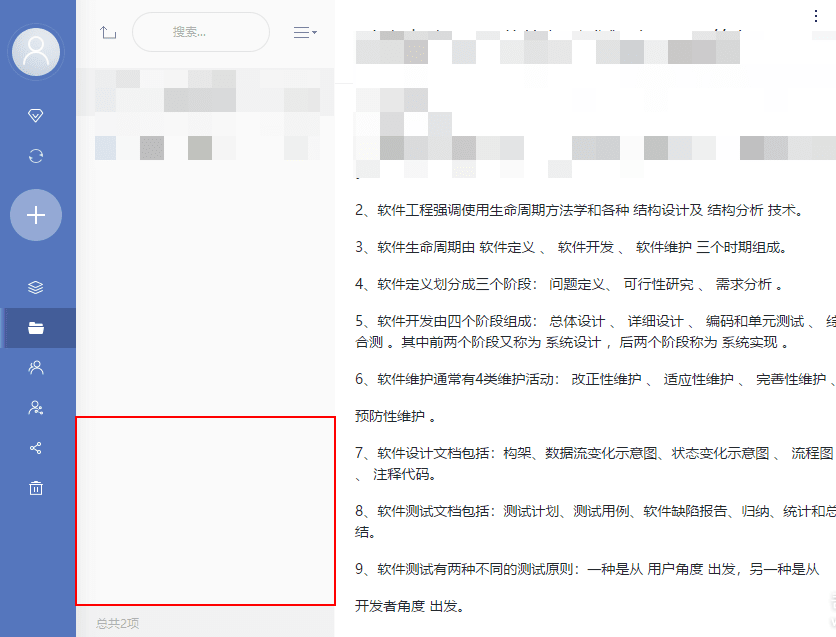 搜索...
2、软件工程强调使用生命周期方法学和各种 结构设计及 结构分析 技术。
3、软件生命周期由 软件定义 、 软件开发 、 软件维护 三个时期组成。
4、软件定义划分成三个阶段： 问题定义、 可行性研究 、 需求分析 。
5、软件开发由四个阶段组成： 总体设计 、 详细设计 、 编码和单元测试 、 综
合测 。其中前两个阶段又称为 系统设计 ，后两个阶段称为 系统实现 。
6、软件维护通常有4类维护活动： 改正性维护 、 适应性维护 、 完善性维护 、
预防性维护 。
7、软件设计文档包括：构架、数据流变化示意图、状态变化示意图 、 流程图
、 注释代码。
8、软件测试文档包括：测试计划、测试用例、软件缺陷报告、归纳、统计和总
结。
9、软件测试有两种不同的测试原则：一种是从 用户角度 出发，另一种是从
开发者角度 出发。
总共2项